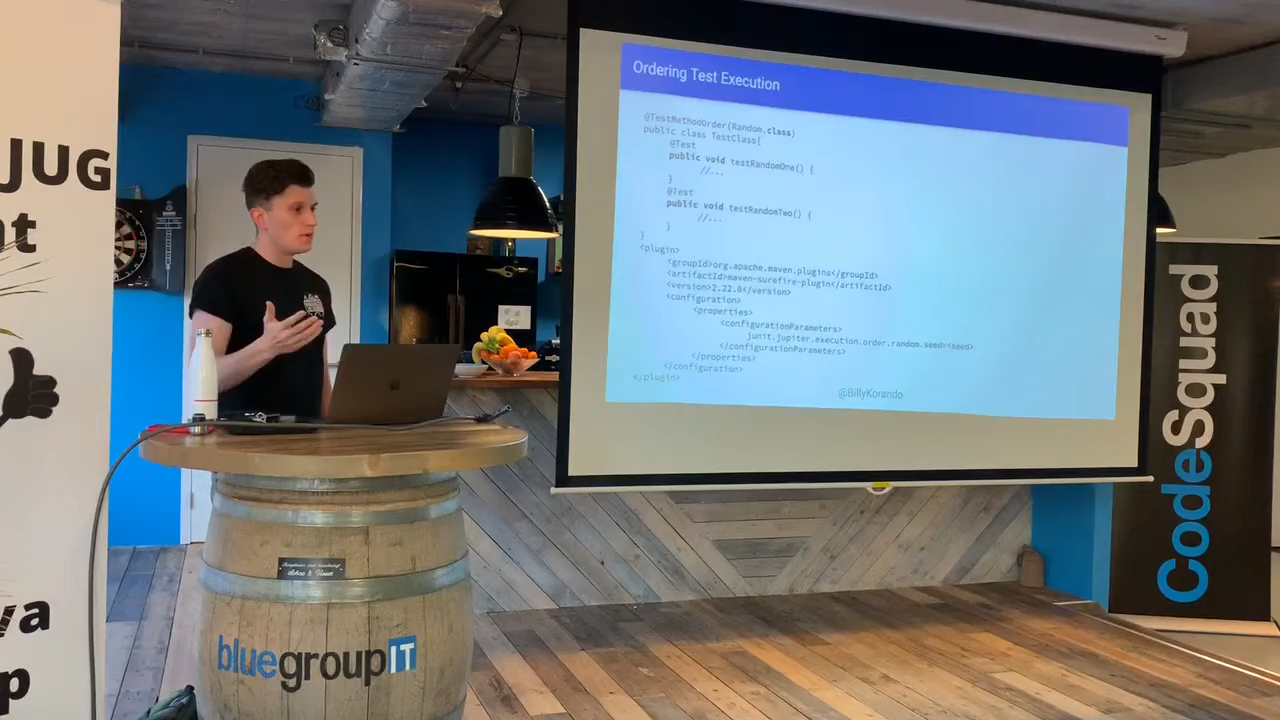 JUG
nt
va
p
Ordering Test Execution
@TestMethodOrder(Random.class)
public class TestClass{
@Test
public void testRandomOne() {
//...
}
@Test
public void testRandomTwo() {
//...
}
}
<plugin>
<groupId>org.apache.maven.plugins</groupId>
<artifactId>maven-surefire-plugin</artifactId>
<version>2.22.0</version>
<configuration>
<properties>
<configurationParameters>
junit.jupiter.execution.order.random.seed=<seed>
</configurationParameters>
</properties>
</configuration>
</plugin>
@BillyKorando
CodeSquad
bluegroupIT